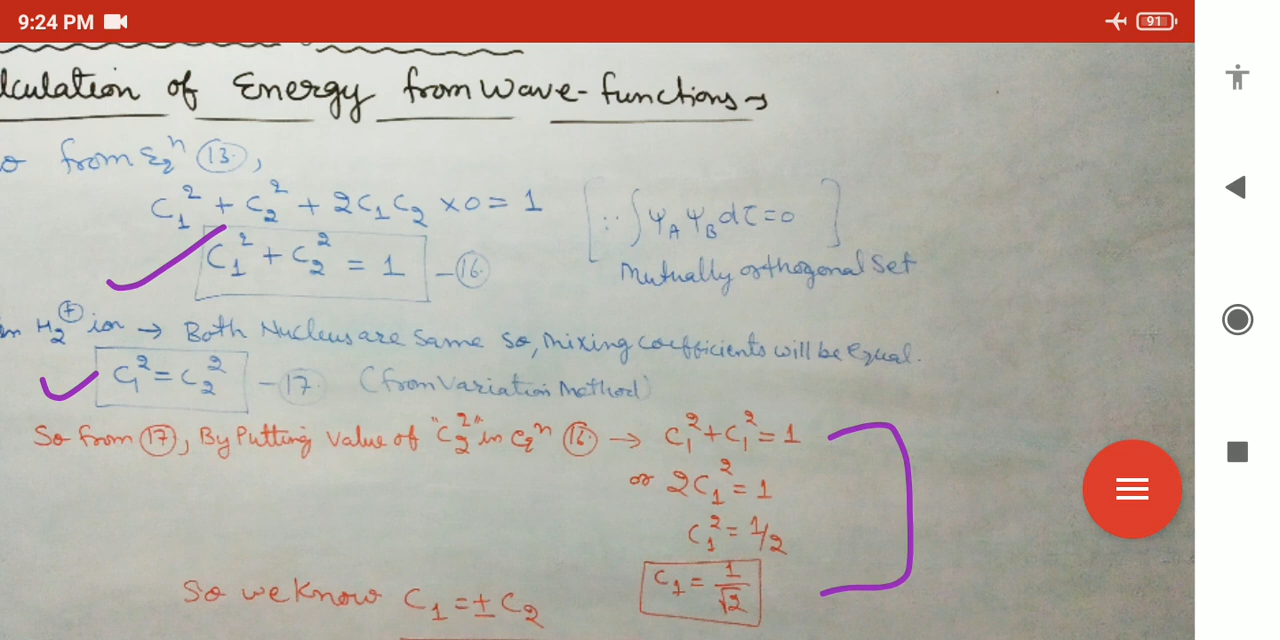 9:24 PM
91
lculation of Energy from Wave-functions →
from Eqn (13),
C₁² + C₂² + 2C₁C₂ × 0 = 1 [∵ ∫ψA ψB dτ = 0]
C₁² + C₂² = 1 — (16)
Mutually orthogonal Set
In H₂⊕ ion → Both Nucleus are Same So, mixing coefficients will be Equal.
C₁² = C₂² — (17) (from Variation Method)
So from (17), By Putting Value of "C₂²" in Eqn (16) → C₁² + C₁² = 1
or 2C₁² = 1
C₁² = 1/2
C₁ = 1/√2
So we know C₁ = ± C₂